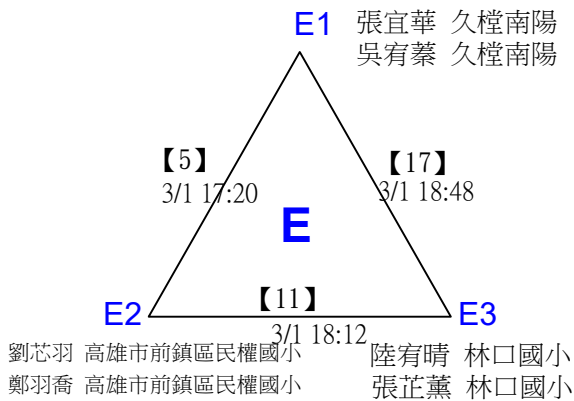 E1
張宜華 久樘南陽
吳宥蓁 久樘南陽
【5】
3/1 17:20
【17】
3/1 18:48
E
【11】
3/1 18:12
E2
E3
劉芯羽 高雄市前鎮區民權國小
鄭羽喬 高雄市前鎮區民權國小
陸宥晴 林口國小
張芷薰 林口國小